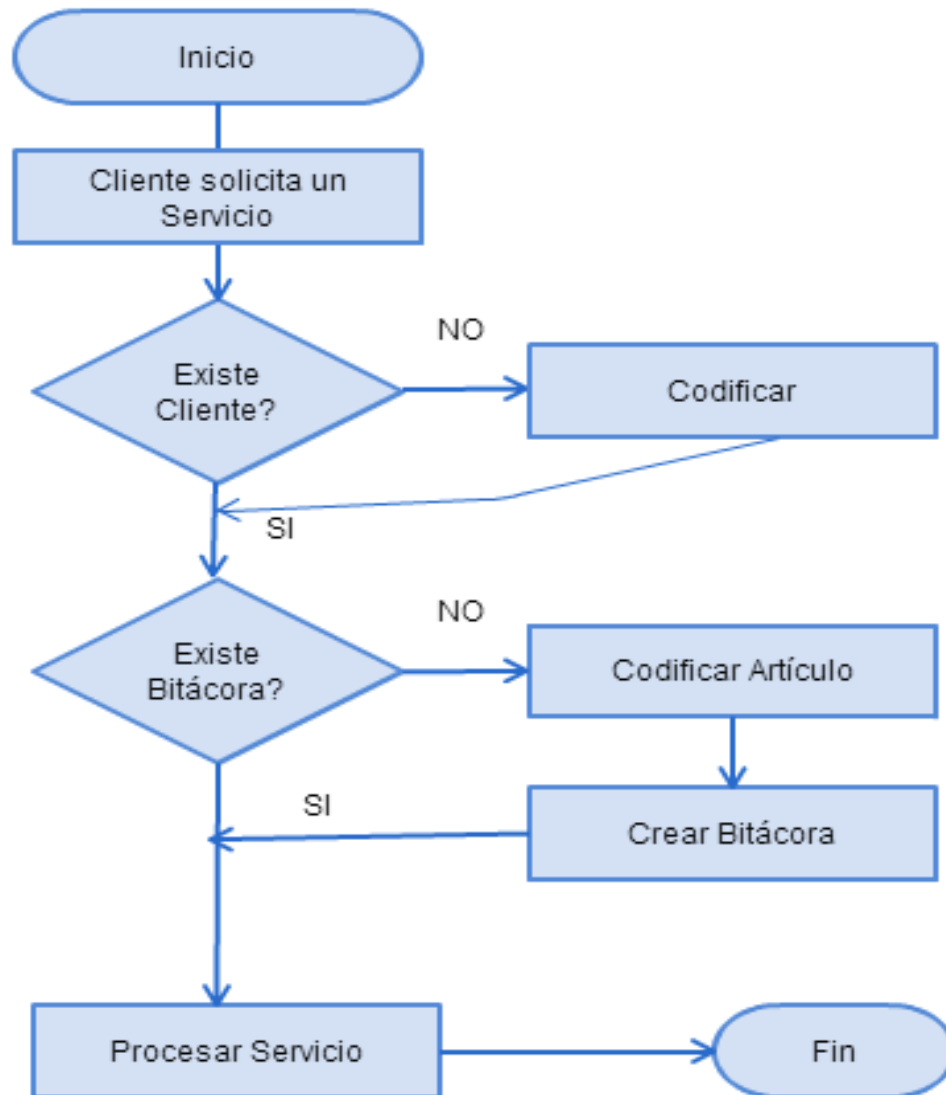 Inicio
Cliente solicita un
Servicio
NO
Existe
Cliente?
Codificar
SI
NO
Existe
Bitácora?
Codificar Artículo
SI
Crear Bitácora
Procesar Servicio
Fin